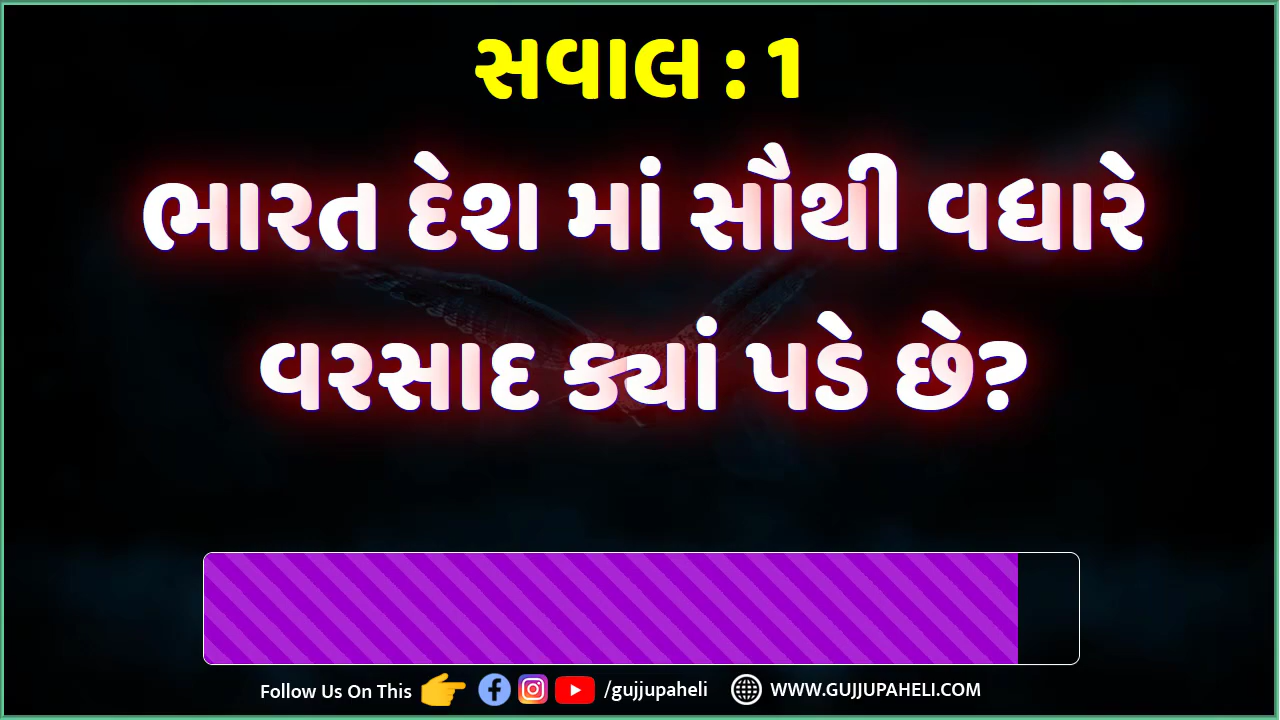 સવાલ : 1
ભારત દેશ માં સૌથી વધારે
વરસાદ ક્યાં પડે છે?
Follow Us On This /gujjupaheli WWW.GUJJUPAHELI.COM